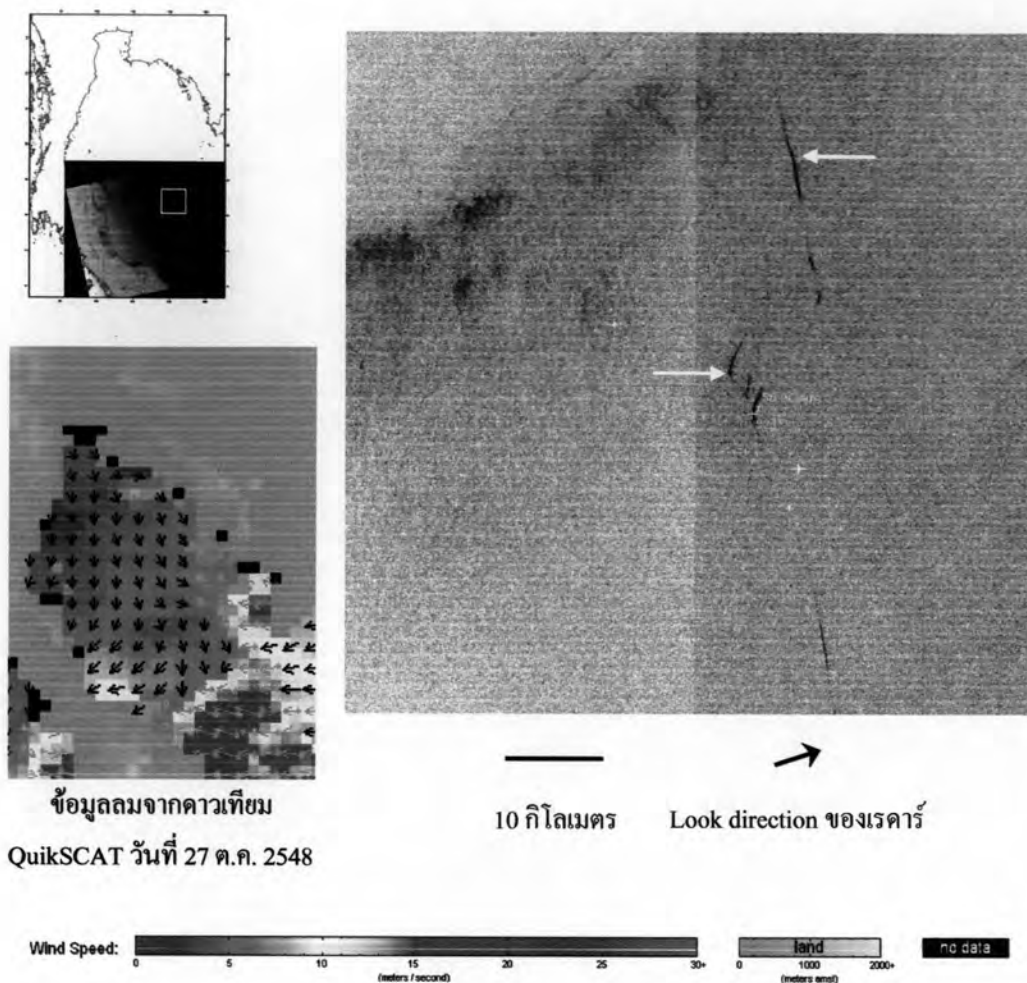 ข้อมูลลมจากดาวเทียม
QuikSCAT วันที่ 27 ต.ค. 2548
10 กิโลเมตร
Look direction ของเรดาร์
Wind Speed:
0 5 10 15 20 25 30+
(meters / second)
land
0 1000 2000+
(meters amsl)
no data